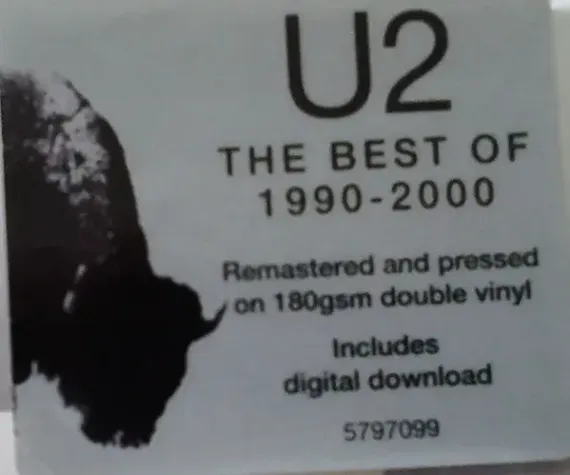 U2
THE BEST OF
1990-2000
Remastered and pressed
on 180gsm double vinyl
Includes
digital download
5797099